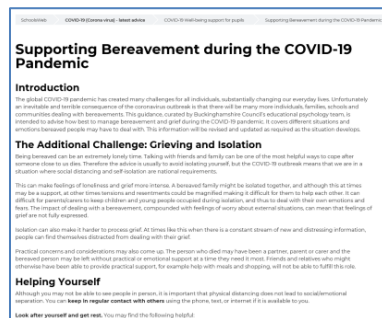 SchoolsWeb COVID-19 (Corona virus) - latest advice COVID-19 Well-being support for pupils Supporting Bereavement during the COVID-19 Pandemic
Supporting Bereavement during the COVID-19
Pandemic
Introduction
The global COVID-19 pandemic has created many challenges for all individuals, substantially changing our everyday lives. Unfortunately
an inevitable and terrible consequence of the coronavirus outbreak is that there will be many more individuals, families, schools and
communities dealing with bereavements. This guidance, curated by Buckinghamshire Council's educational psychology team, is
intended to advise how best to manage bereavement and grief during the COVID-19 pandemic. It covers different situations and
emotions bereaved people may have to deal with. This information will be revised and updated as required as the situation develops.
The Additional Challenge: Grieving and Isolation
Being bereaved can be an extremely lonely time. Talking with friends and family can be one of the most helpful ways to cope after
someone close to us dies. Therefore the advice is usually to avoid isolating yourself, but the COVID-19 outbreak means that we are in a
situation where social distancing and self-isolation are national requirements.
This can make feelings of loneliness and grief more intense. A bereaved family might be isolated together, and although this at times
may be a support, at other times tensions and resentments could be magnified making it difficult for them to help each other. It can
difficult for parents/carers to keep children and young people occupied during isolation, and thus to deal with their own emotions and
fears. The impact of dealing with a bereavement, compounded with feelings of worry about external situations, can mean that feelings of
grief are not fully expressed.
Isolation can also make it harder to process grief. At times like this when there is a constant stream of new and distressing information,
people can find themselves distracted from dealing with their grief.
Practical concerns and considerations may also come up. The person who died may have been a partner, parent or carer and the
bereaved person may be left without practical or emotional support at a time they need it most. Friends and relatives who might
otherwise have been able to provide practical support, for example help with meals and shopping, will not be able to fulfil this role.
Helping Yourself
Although you may not be able to see people in person, it is important that physical distancing does not lead to social/emotional
separation. You can keep in regular contact with others using the phone, text, or internet if it is available to you.
Look after yourself and get rest. You may find the following helpful: